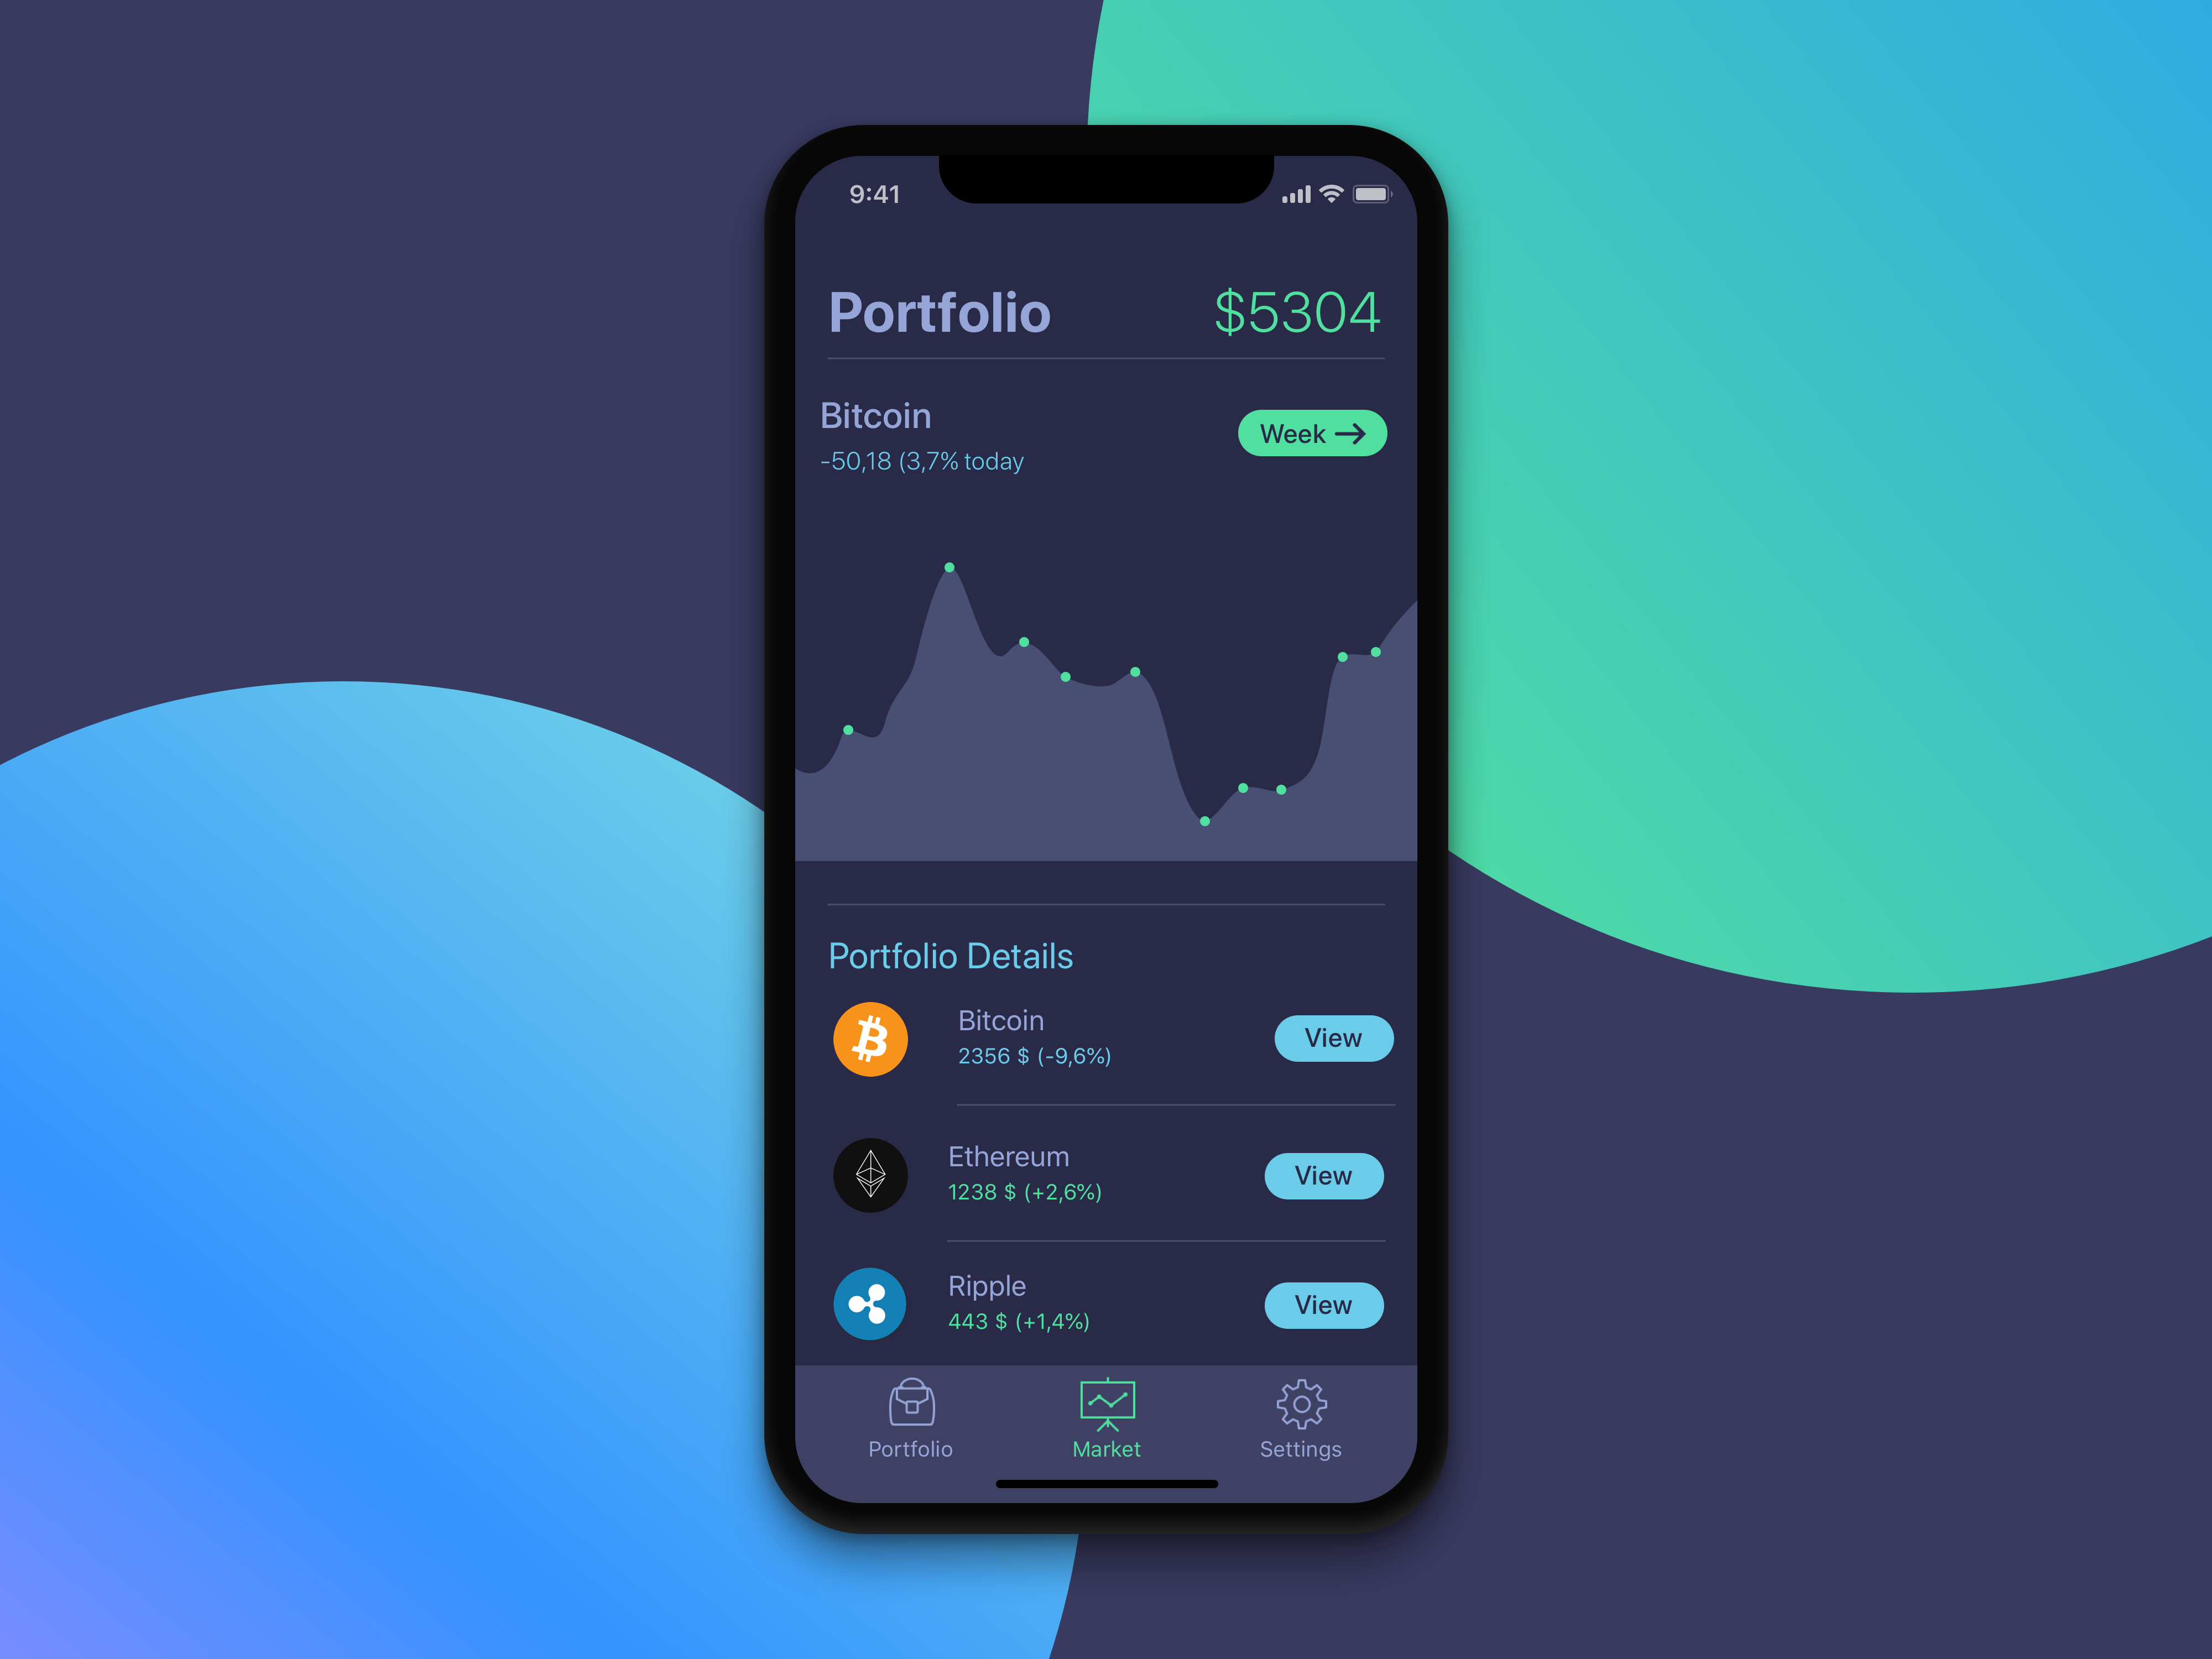 9:41
Portfolio $5304
Bitcoin
Week
-50,18 (3,7% today
Portfolio Details
Bitcoin
2356 $ (-9,6%)
View
Ethereum
1238 $ (+2,6%)
View
Ripple
443 $ (+1,4%)
View
Portfolio Market Settings